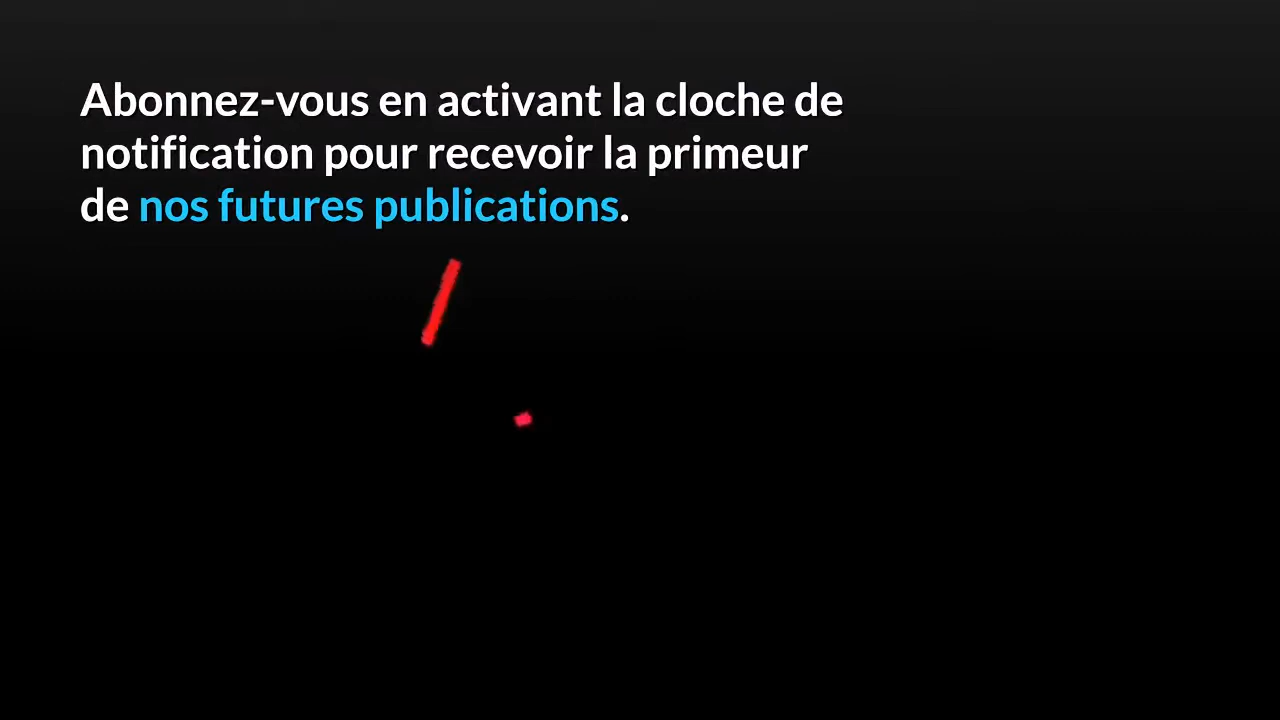 Abonnez-vous en activant la cloche de
notification pour recevoir la primeur
de nos futures publications.